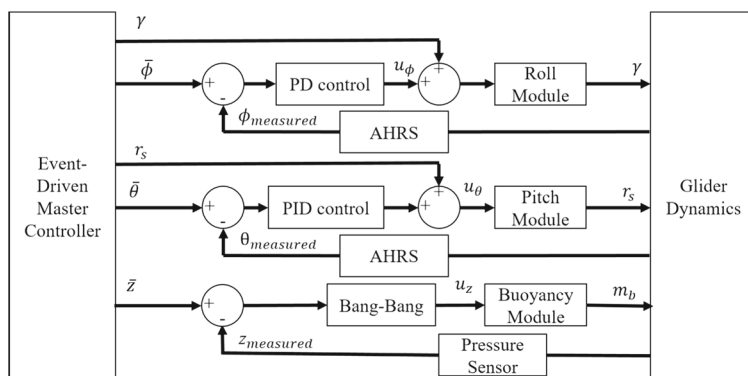 γ
ϕ̄
+
-
PD control
u_ϕ
+
+
Roll
Module
γ
ϕ_measured
AHRS
Event-
Driven
Master
Controller
r_s
θ̄
+
-
PID control
+
+
u_θ
Pitch
Module
r_s
Glider
Dynamics
θ_measured
AHRS
z̄
+
-
Bang-Bang
u_z
Buoyancy
Module
m_b
z_measured
Pressure
Sensor